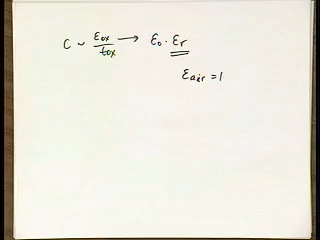 C ~ εox/tox → ε0 · εr
εair = 1